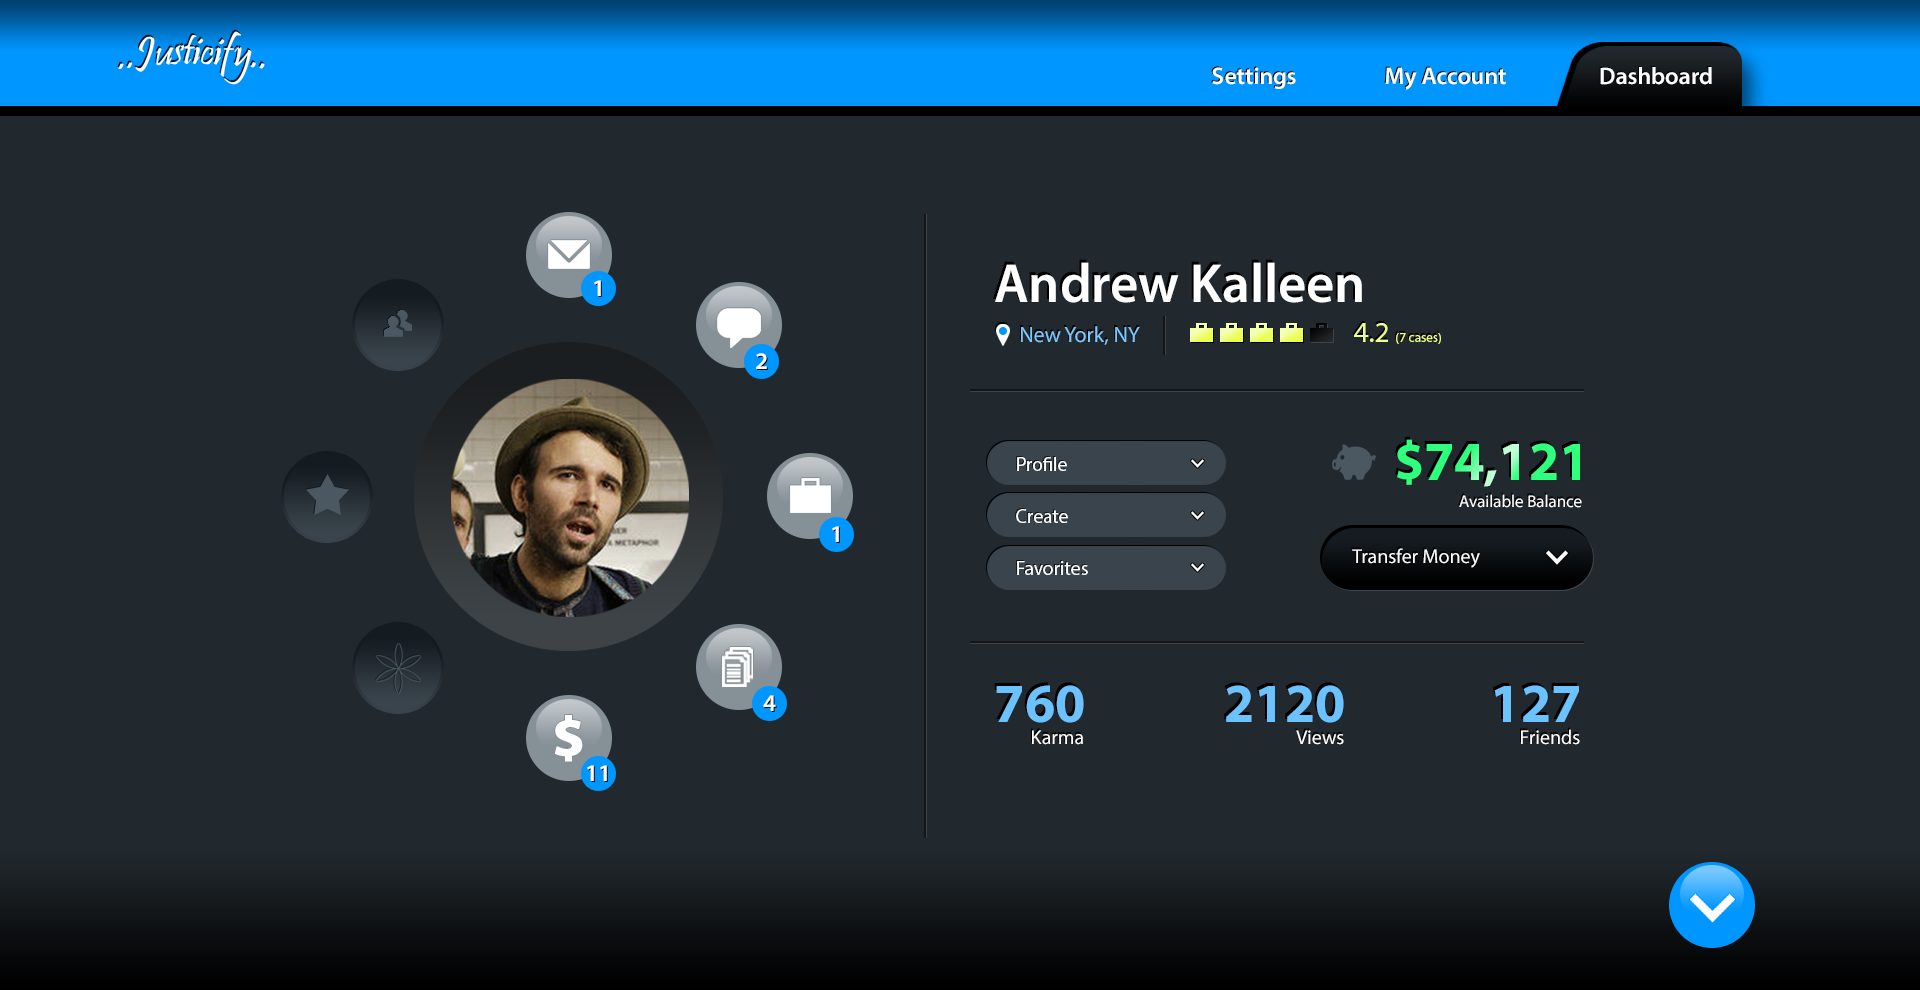 ..Justicify..
Settings
My Account
Dashboard
1
2
1
4
$
11
A METAPHOR
Andrew Kalleen
New York, NY
4.2 (7 cases)
Profile
Create
Favorites
$74,121
Available Balance
Transfer Money
760
Karma
2120
Views
127
Friends